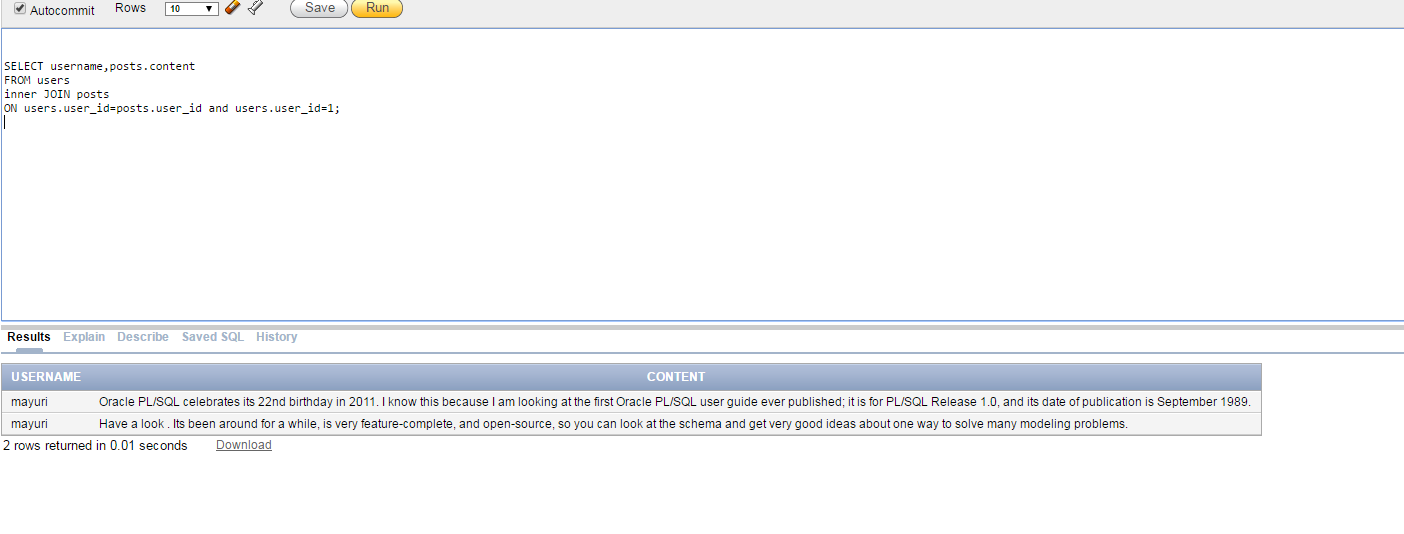 Autocommit Rows 10 Save Run
SELECT username,posts.content
FROM users
inner JOIN posts
ON users.user_id=posts.user_id and users.user_id=1;
Results Explain Describe Saved SQL History
USERNAME CONTENT
mayuri Oracle PL/SQL celebrates its 22nd birthday in 2011. I know this because I am looking at the first Oracle PL/SQL user guide ever published; it is for PL/SQL Release 1.0, and its date of publication is September 1989.
mayuri Have a look . Its been around for a while, is very feature-complete, and open-source, so you can look at the schema and get very good ideas about one way to solve many modeling problems.
2 rows returned in 0.01 seconds Download